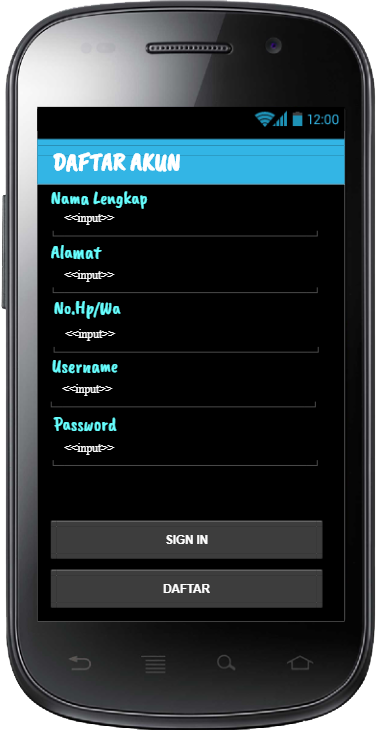 12:00
DAFTAR AKUN
Nama Lengkap
<<input>>
Alamat
<<input>>
No.Hp/Wa
<<input>>
Username
<<input>>
Password
<<input>>
SIGN IN
DAFTAR